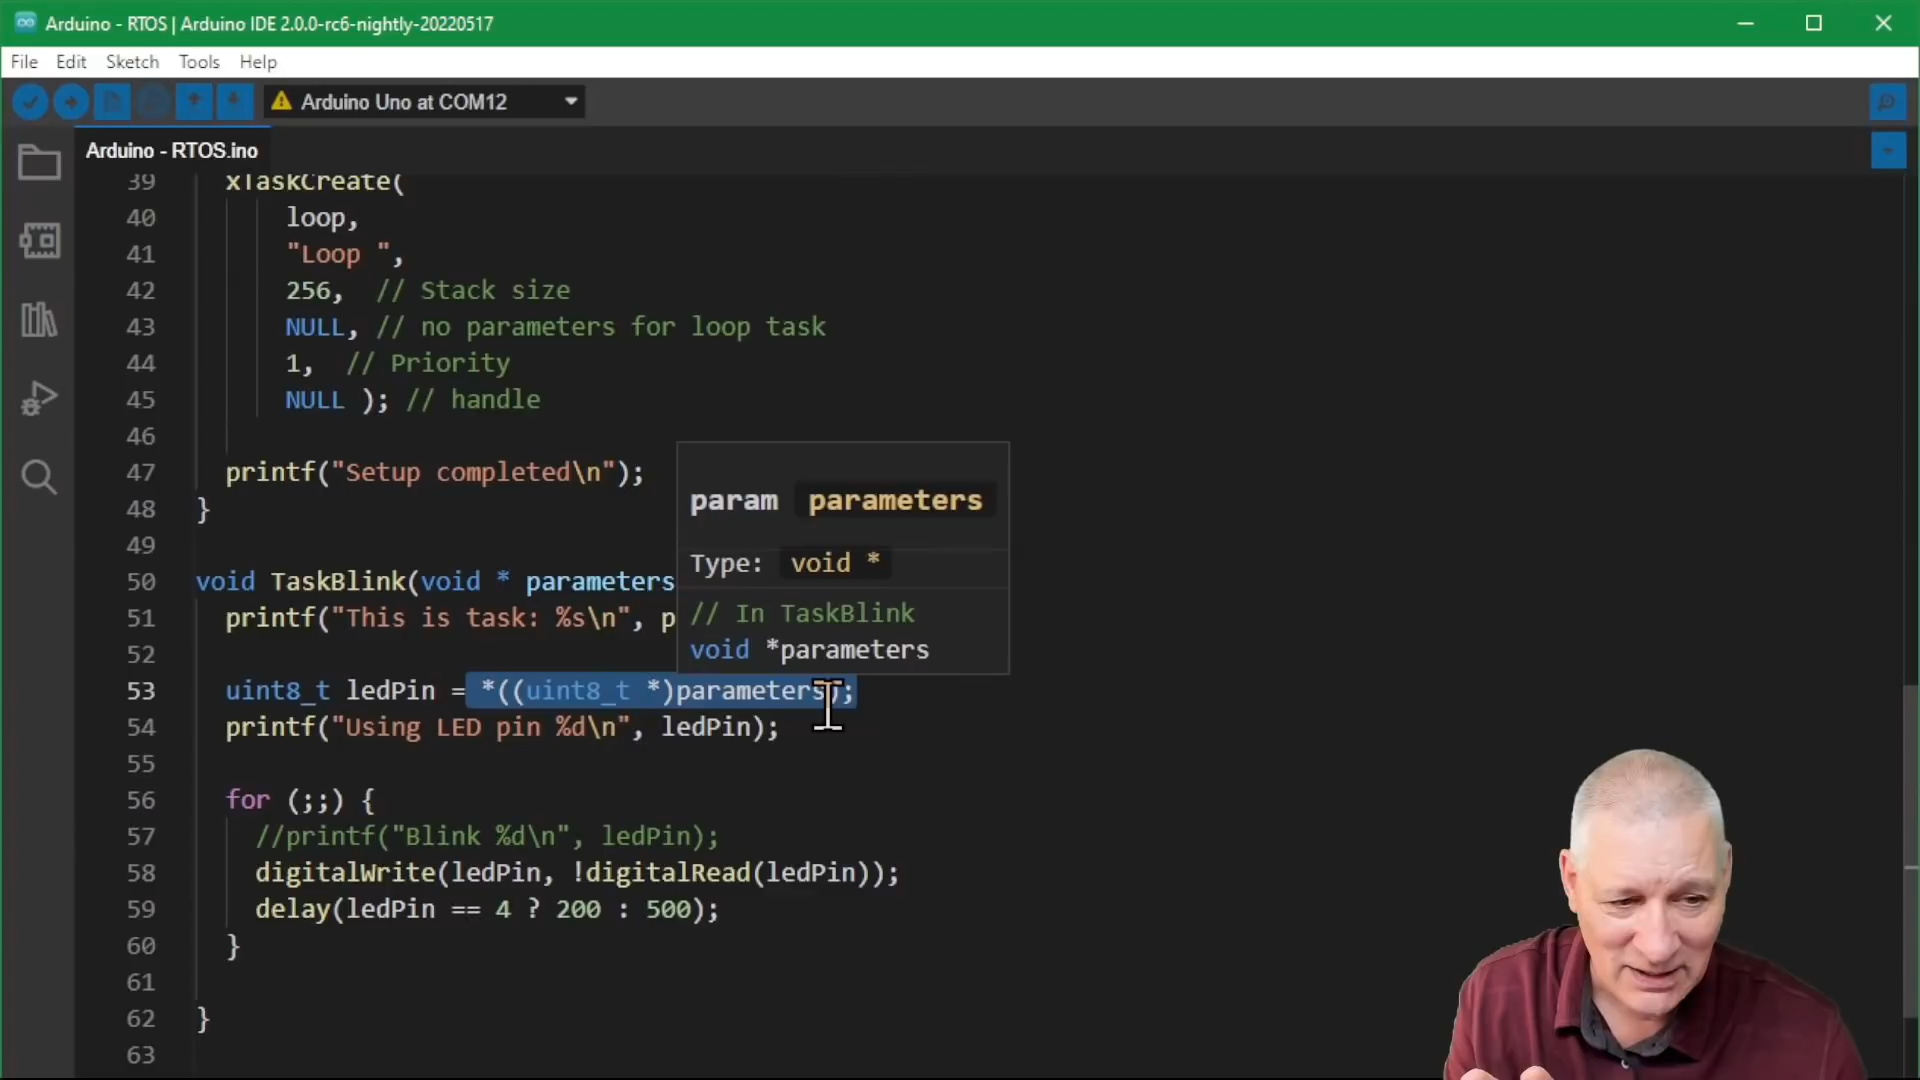 Arduino - RTOS | Arduino IDE 2.0.0-rc6-nightly-20220517
File Edit Sketch Tools Help
Arduino Uno at COM12
Arduino - RTOS.ino
39 xTaskCreate(
40 loop,
41 "Loop ",
42 256, // Stack size
43 NULL, // no parameters for loop task
44 1, // Priority
45 NULL ); // handle
46
47 printf("Setup completed\n");
48 }
49
50 void TaskBlink(void * parameters
51 printf("This is task: %s\n", p
52
53 uint8_t ledPin = *((uint8_t *)parameters);
54 printf("Using LED pin %d\n", ledPin);
55
56 for (;;) {
57 //printf("Blink %d\n", ledPin);
58 digitalWrite(ledPin, !digitalRead(ledPin));
59 delay(ledPin == 4 ? 200 : 500);
60 }
61
62 }
63
param parameters
Type: void *
// In TaskBlink
void *parameters